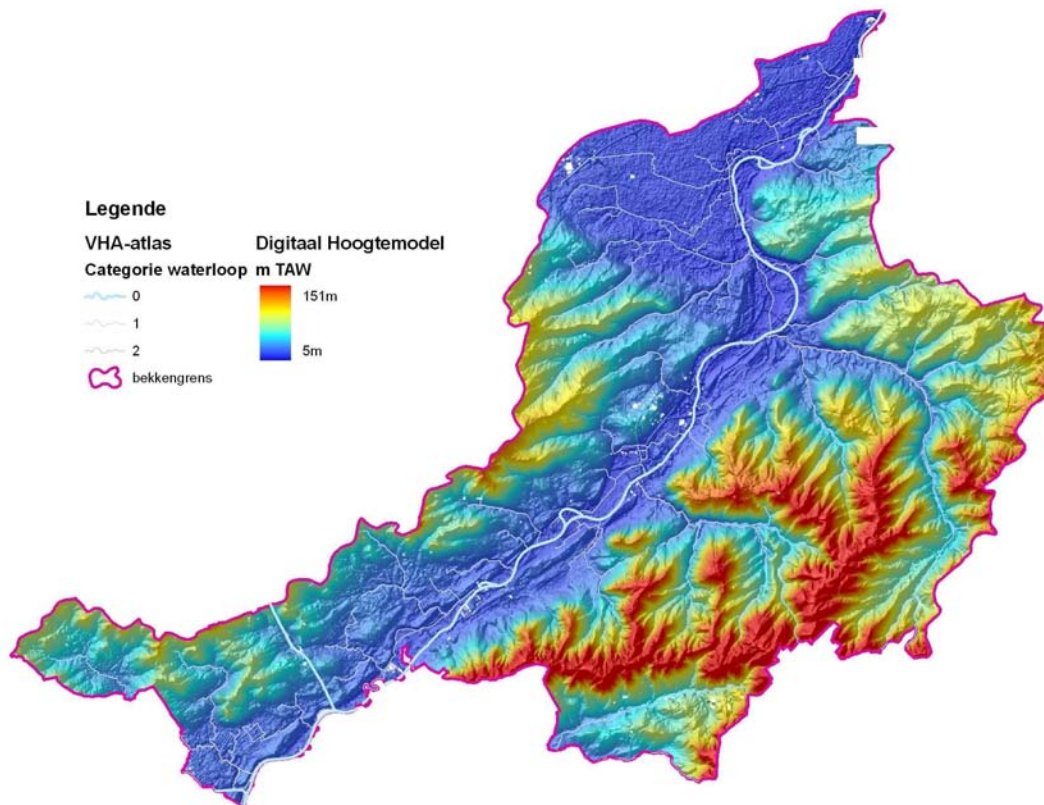 Legende
VHA-atlas
Digitaal Hoogtemodel
Categorie waterloop
m TAW
0
151m
1
2
5m
bekkengrens